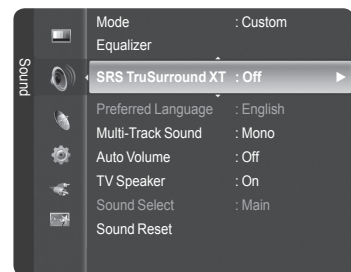 Sound
Mode : Custom
Equalizer
SRS TruSurround XT : Off
Preferred Language : English
Multi-Track Sound : Mono
Auto Volume : Off
TV Speaker : On
Sound Select : Main
Sound Reset